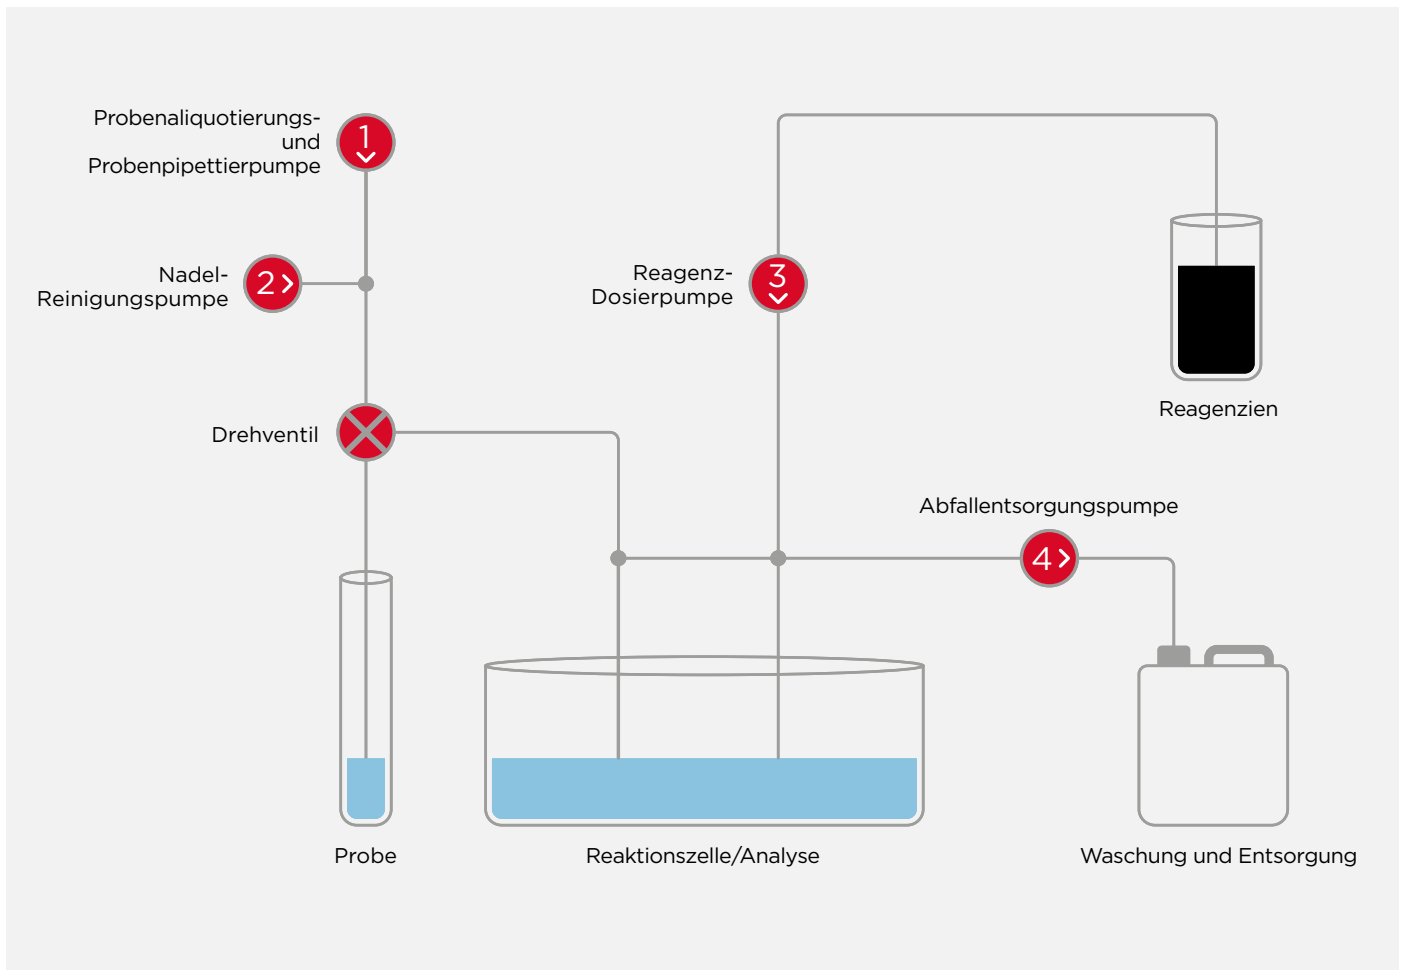 Probenaliquotierungs-
und
Probenpipettierpumpe
1
Nadel-
Reinigungspumpe
2
Reagenz-
Dosierpumpe
3
Reagenzien
Drehventil
Abfallentsorgungspumpe
4
Probe
Reaktionszelle/Analyse
Waschung und Entsorgung